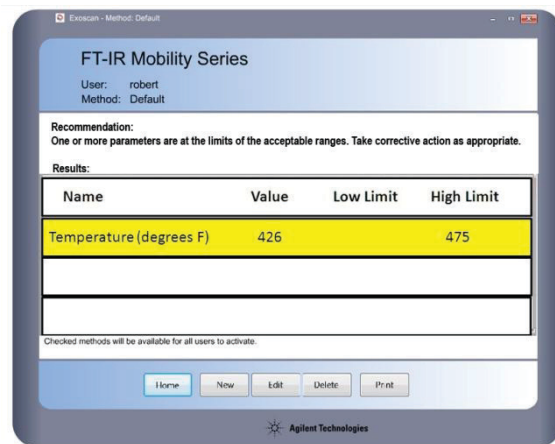 Exoscan - Method: Default
FT-IR Mobility Series
User: robert
Method: Default
Recommendation:
One or more parameters are at the limits of the acceptable ranges. Take corrective action as appropriate.
Results:
Name Value Low Limit High Limit
Temperature (degrees F) 426 475
Checked methods will be available for all users to activate.
Home New Edit Delete Print
Agilent Technologies